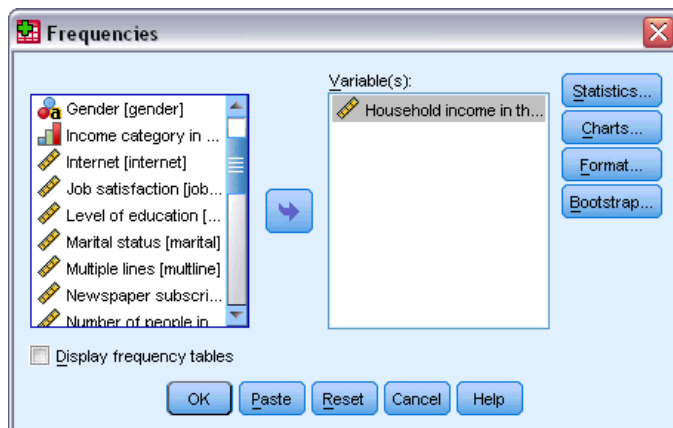 Frequencies
Variable(s):
Gender [gender]
Income category in ...
Internet [internet]
Job satisfaction [job...
Level of education [...
Marital status [marital]
Multiple lines [multline]
Newspaper subscri...
Number of people in
Household income in th...
Statistics...
Charts...
Format...
Bootstrap...
Display frequency tables
OK
Paste
Reset
Cancel
Help